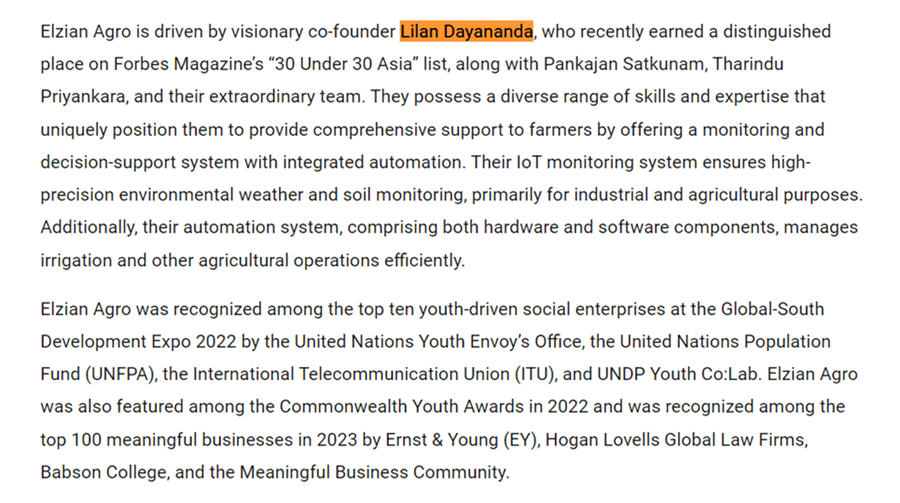 Elzian Agro is driven by visionary co-founder Lilan Dayananda, who recently earned a distinguished
place on Forbes Magazine’s “30 Under 30 Asia” list, along with Pankajan Satkunam, Tharindu
Priyankara, and their extraordinary team. They possess a diverse range of skills and expertise that
uniquely position them to provide comprehensive support to farmers by offering a monitoring and
decision-support system with integrated automation. Their IoT monitoring system ensures high-
precision environmental weather and soil monitoring, primarily for industrial and agricultural purposes.
Additionally, their automation system, comprising both hardware and software components, manages
irrigation and other agricultural operations efficiently.
Elzian Agro was recognized among the top ten youth-driven social enterprises at the Global-South
Development Expo 2022 by the United Nations Youth Envoy’s Office, the United Nations Population
Fund (UNFPA), the International Telecommunication Union (ITU), and UNDP Youth Co:Lab. Elzian Agro
was also featured among the Commonwealth Youth Awards in 2022 and was recognized among the
top 100 meaningful businesses in 2023 by Ernst & Young (EY), Hogan Lovells Global Law Firms,
Babson College, and the Meaningful Business Community.